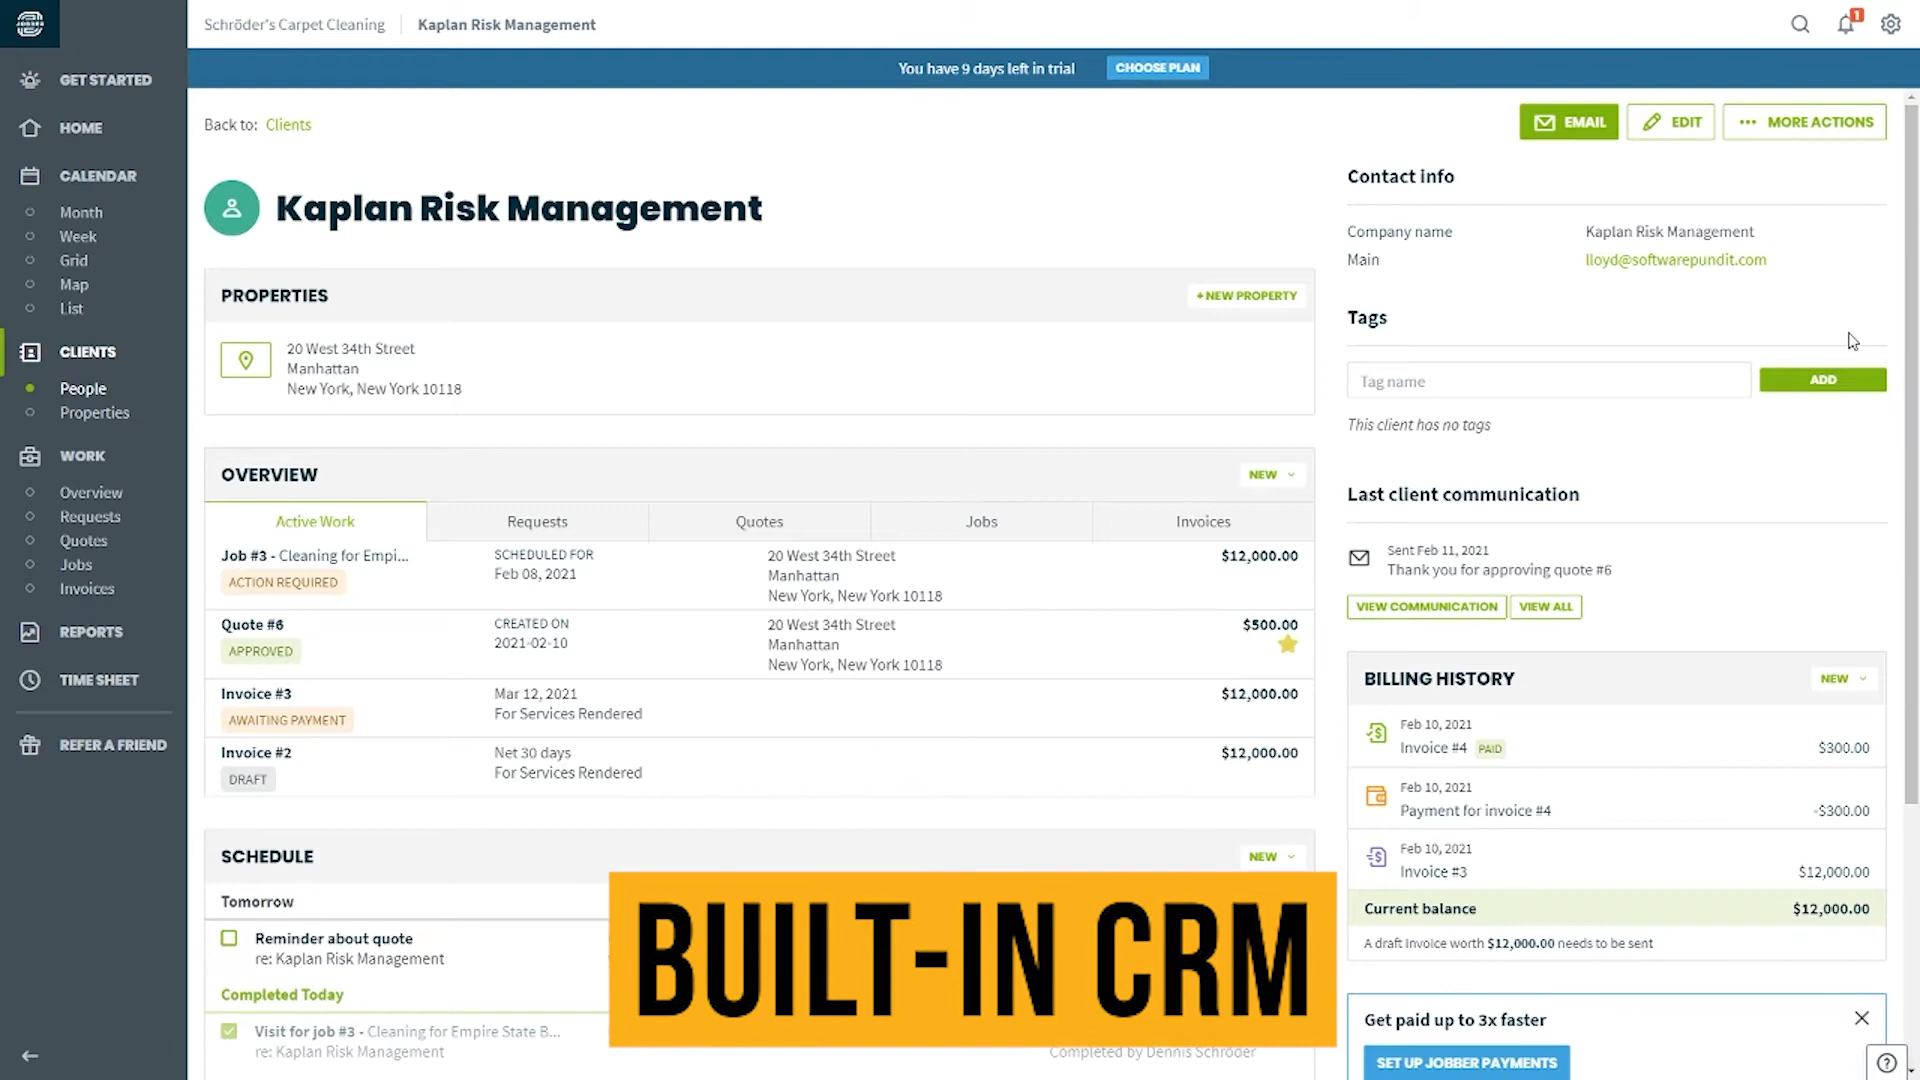 JOBBER
Schröder's Carpet Cleaning
Kaplan Risk Management
1
You have 9 days left in trial
CHOOSE PLAN
GET STARTED
HOME
CALENDAR
Month
Week
Grid
Map
List
CLIENTS
People
Properties
WORK
Overview
Requests
Quotes
Jobs
Invoices
REPORTS
TIME SHEET
REFER A FRIEND
Back to: Clients
EMAIL
EDIT
MORE ACTIONS
Kaplan Risk Management
PROPERTIES
+ NEW PROPERTY
20 West 34th Street
Manhattan
New York, New York 10118
OVERVIEW
NEW
Active Work
Requests
Quotes
Jobs
Invoices
Job #3 - Cleaning for Empi...
ACTION REQUIRED
SCHEDULED FOR
Feb 08, 2021
20 West 34th Street
Manhattan
New York, New York 10118
$12,000.00
Quote #6
APPROVED
CREATED ON
2021-02-10
20 West 34th Street
Manhattan
New York, New York 10118
$500.00
Invoice #3
AWAITING PAYMENT
Mar 12, 2021
For Services Rendered
$12,000.00
Invoice #2
DRAFT
Net 30 days
For Services Rendered
$12,000.00
SCHEDULE
NEW
Tomorrow
Reminder about quote
re: Kaplan Risk Management
Completed Today
Visit for job #3 - Cleaning for Empire State B...
re: Kaplan Risk Management
Completed by Dennis Schröder
BUILT-IN CRM
Contact info
Company name
Kaplan Risk Management
Main
lloyd@softwarepundit.com
Tags
Tag name
ADD
This client has no tags
Last client communication
Sent Feb 11, 2021
Thank you for approving quote #6
VIEW COMMUNICATION
VIEW ALL
BILLING HISTORY
NEW
Feb 10, 2021
Invoice #4 PAID
$300.00
Feb 10, 2021
Payment for invoice #4
-$300.00
Feb 10, 2021
Invoice #3
$12,000.00
Current balance
$12,000.00
A draft Invoice worth $12,000.00 needs to be sent
Get paid up to 3x faster
SET UP JOBBER PAYMENTS